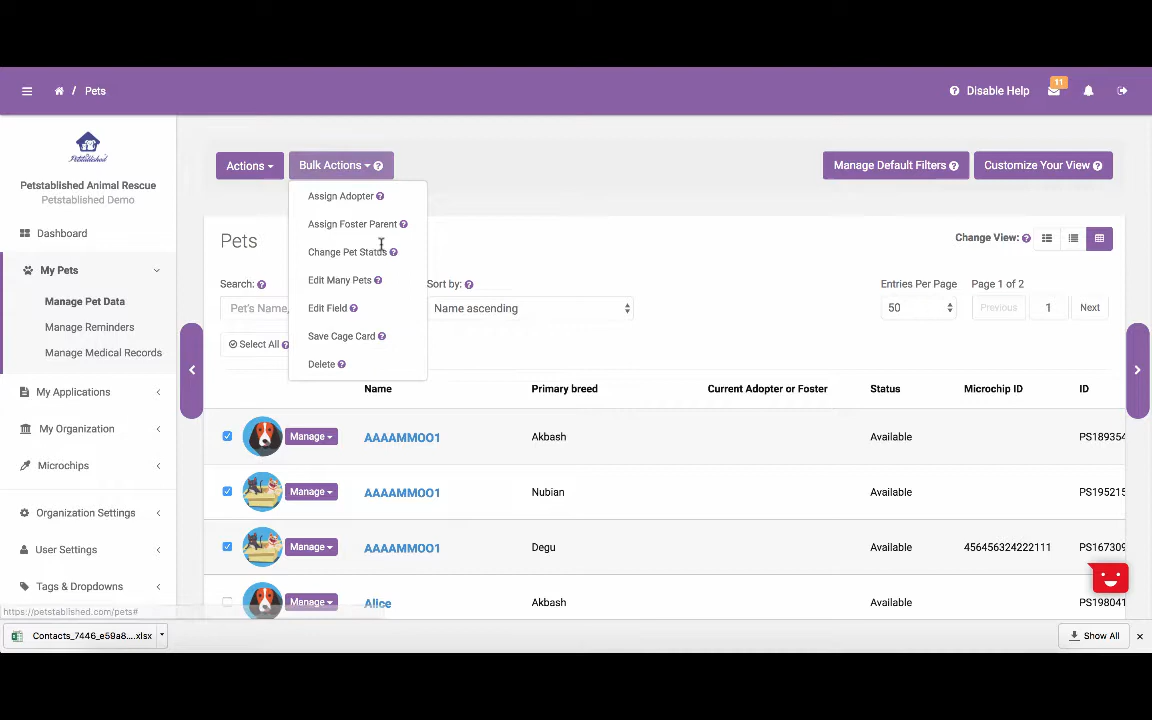 Pets
Disable Help
11
Petstablished
Petstablished Animal Rescue
Petstablished Demo
Dashboard
My Pets
Manage Pet Data
Manage Reminders
Manage Medical Records
My Applications
My Organization
Microchips
Organization Settings
User Settings
Tags & Dropdowns
https://petstablished.com/pets#
Actions
Bulk Actions
Assign Adopter
Assign Foster Parent
Change Pet Status
Edit Many Pets
Edit Field
Save Cage Card
Delete
Manage Default Filters
Customize Your View
Pets
Change View:
Search:
Pet's Name,
Sort by:
Name ascending
Entries Per Page
50
Page 1 of 2
Previous
1
Next
Select All
Name Primary breed Current Adopter or Foster Status Microchip ID ID
Manage AAAAMMOO1 Akbash Available PS189354
Manage AAAAMMOO1 Nubian Available PS195215
Manage AAAAMMOO1 Degu Available 456456324222111 PS167309
Manage Alice Akbash Available PS198041
Contacts_7446_e59a8....xlsx
Show All